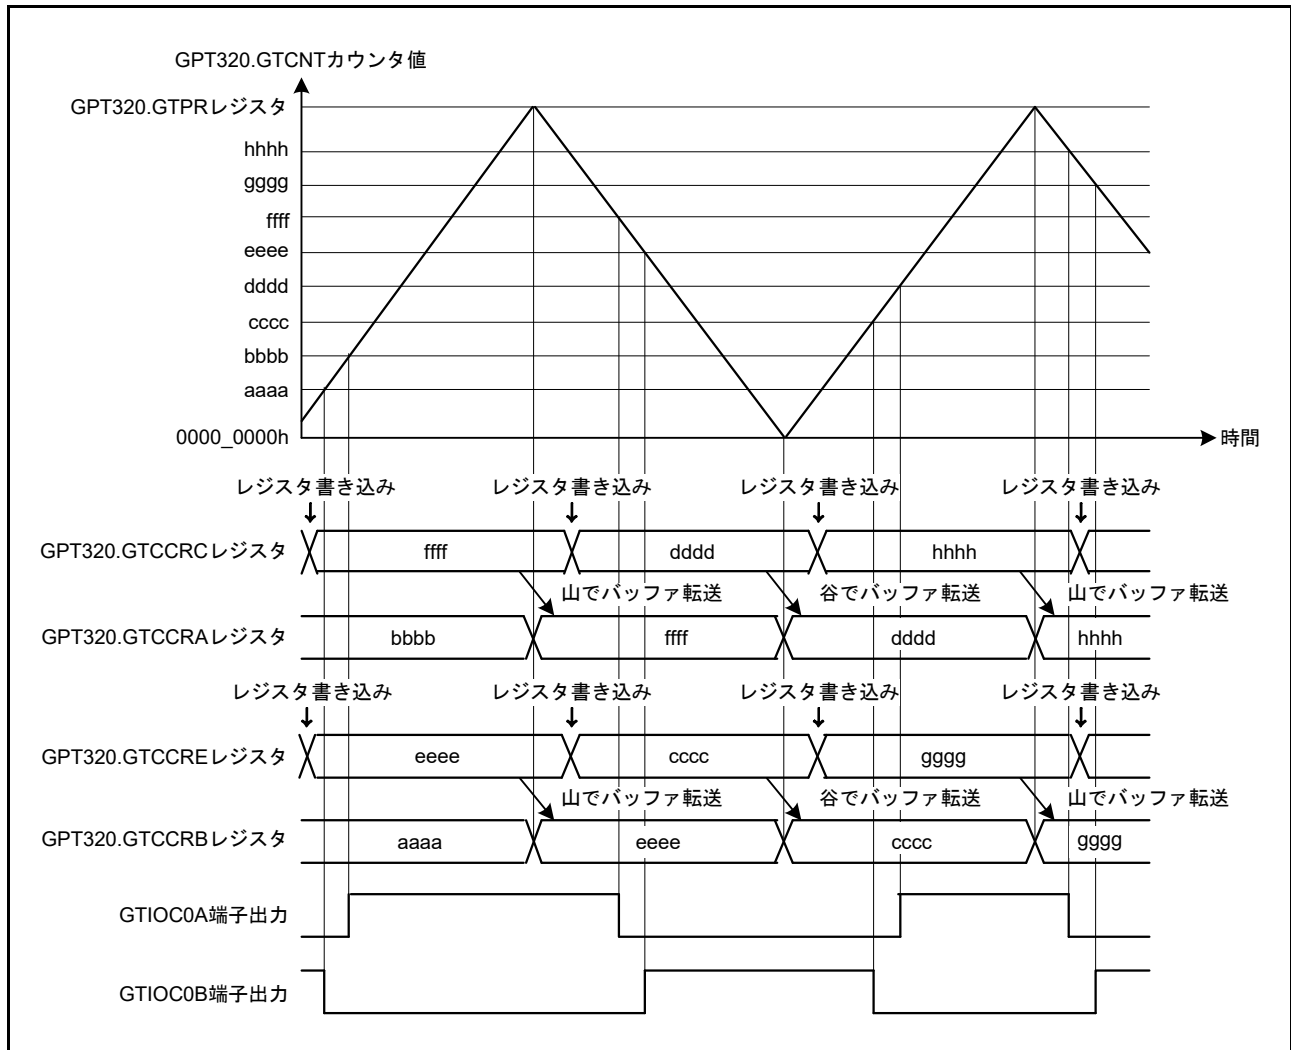 GPT320.GTCNTカウンタ値
GPT320.GTPRレジスタ
hhhh
gggg
ffff
eeee
dddd
cccc
bbbb
aaaa
0000_0000h
時間
レジスタ書き込み レジスタ書き込み レジスタ書き込み レジスタ書き込み
GPT320.GTCCRCレジスタ ffff dddd hhhh
山でバッファ転送 谷でバッファ転送 山でバッファ転送
GPT320.GTCCRAレジスタ bbbb ffff dddd hhhh
レジスタ書き込み レジスタ書き込み レジスタ書き込み レジスタ書き込み
GPT320.GTCCREレジスタ eeee cccc gggg
山でバッファ転送 谷でバッファ転送 山でバッファ転送
GPT320.GTCCRBレジスタ aaaa eeee cccc gggg
GTIOC0A端子出力
GTIOC0B端子出力